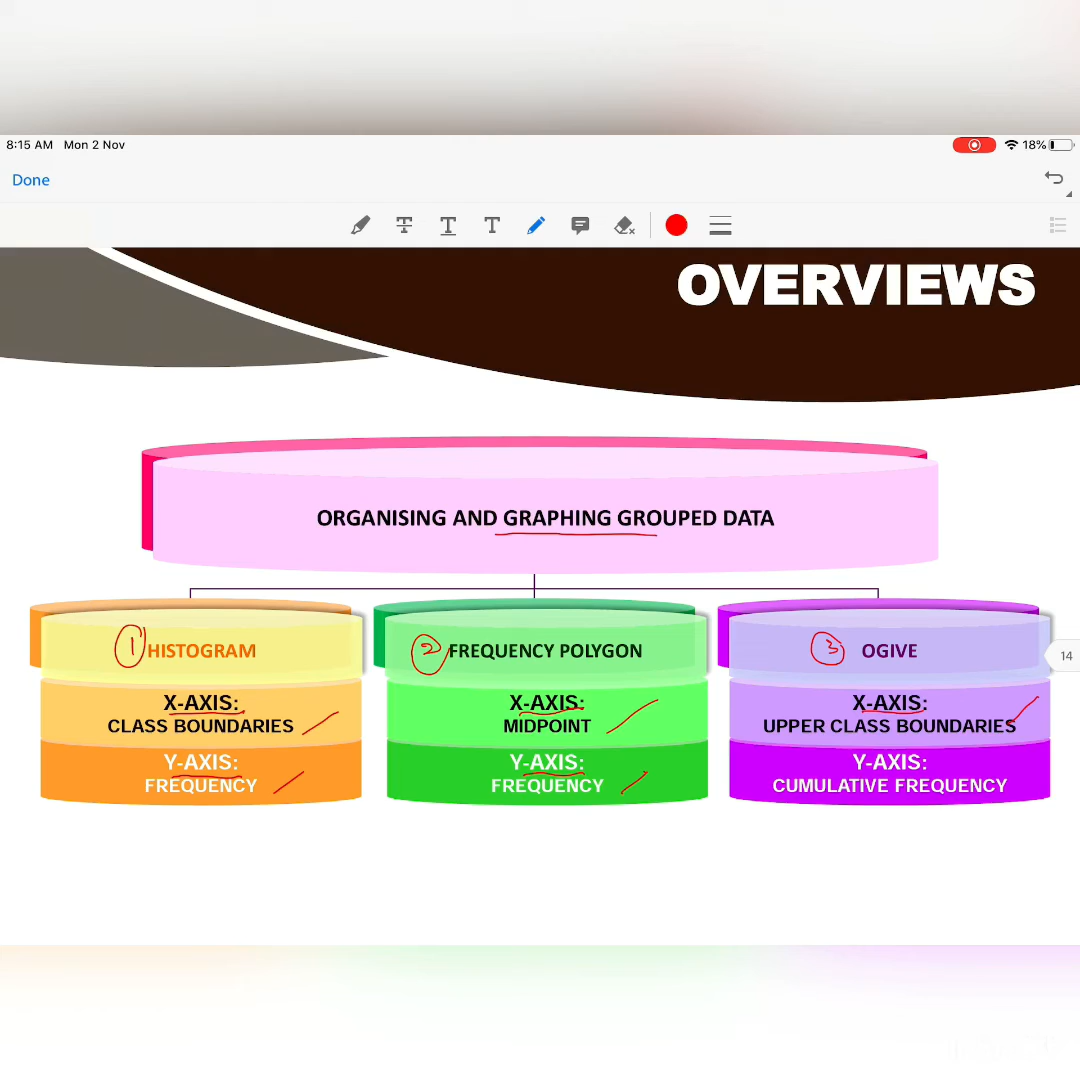 8:15 AM Mon 2 Nov
18%
Done
T T T
OVERVIEWS
ORGANISING AND GRAPHING GROUPED DATA
1 HISTOGRAM
X-AXIS:
CLASS BOUNDARIES
Y-AXIS:
FREQUENCY
2 FREQUENCY POLYGON
X-AXIS:
MIDPOINT
Y-AXIS:
FREQUENCY
3 OGIVE
X-AXIS:
UPPER CLASS BOUNDARIES
Y-AXIS:
CUMULATIVE FREQUENCY
14